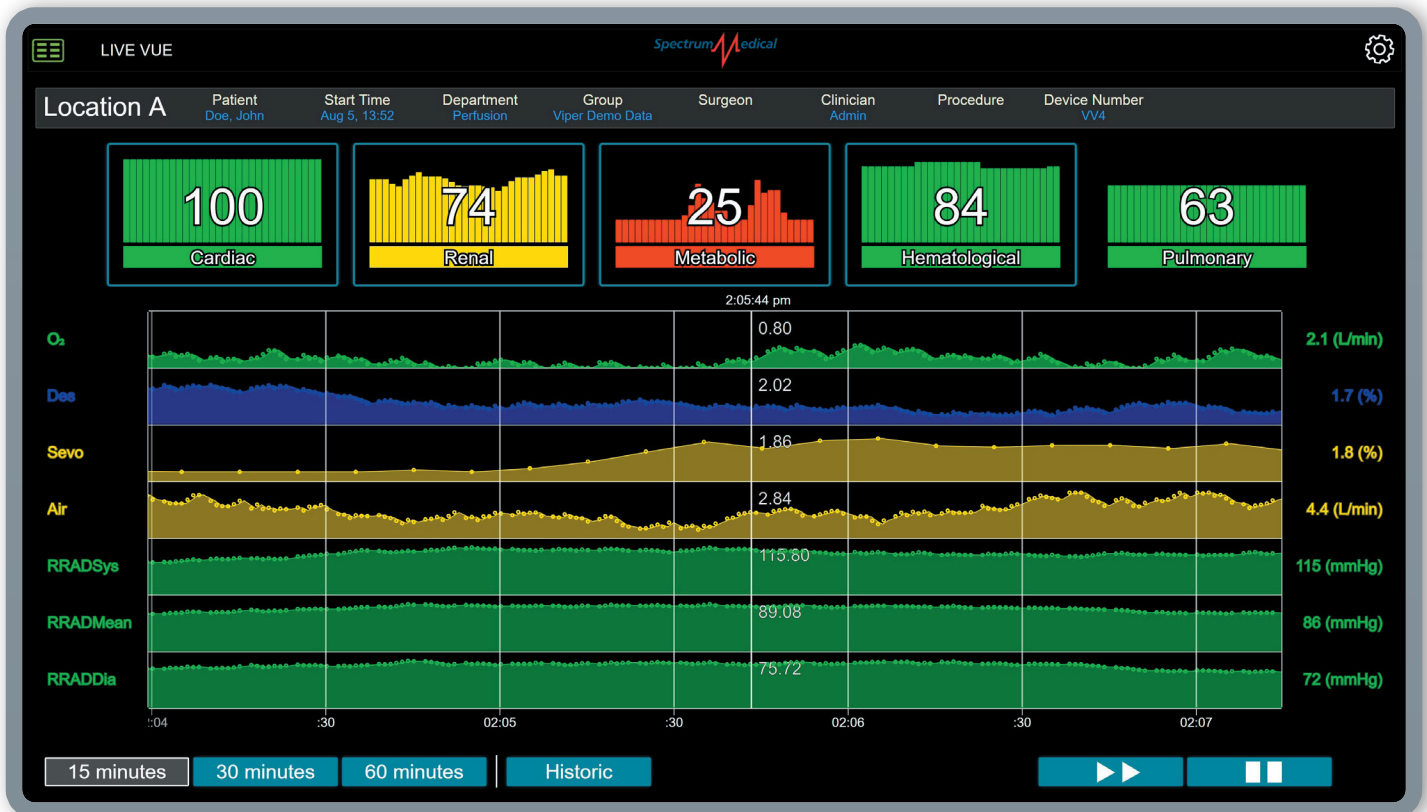 LIVE VUE
Spectrum Medical
Location A
Patient
Doe, John
Start Time
Aug 5, 13:52
Department
Perfusion
Group
Viper Demo Data
Surgeon
Clinician
Admin
Procedure
Device Number
VV4
100
Cardiac
74
Renal
25
Metabolic
84
Hematological
63
Pulmonary
2:05:44 pm
O₂ 0.80 2.1 (L/min)
Des 2.02 1.7 (%)
Sevo 1.86 1.8 (%)
Air 2.84 4.4 (L/min)
RRADSys 115.80 115 (mmHg)
RRADMean 89.08 86 (mmHg)
RRADDia 75.72 72 (mmHg)
:04 :30 02:05 :30 02:06 :30 02:07
15 minutes 30 minutes 60 minutes Historic